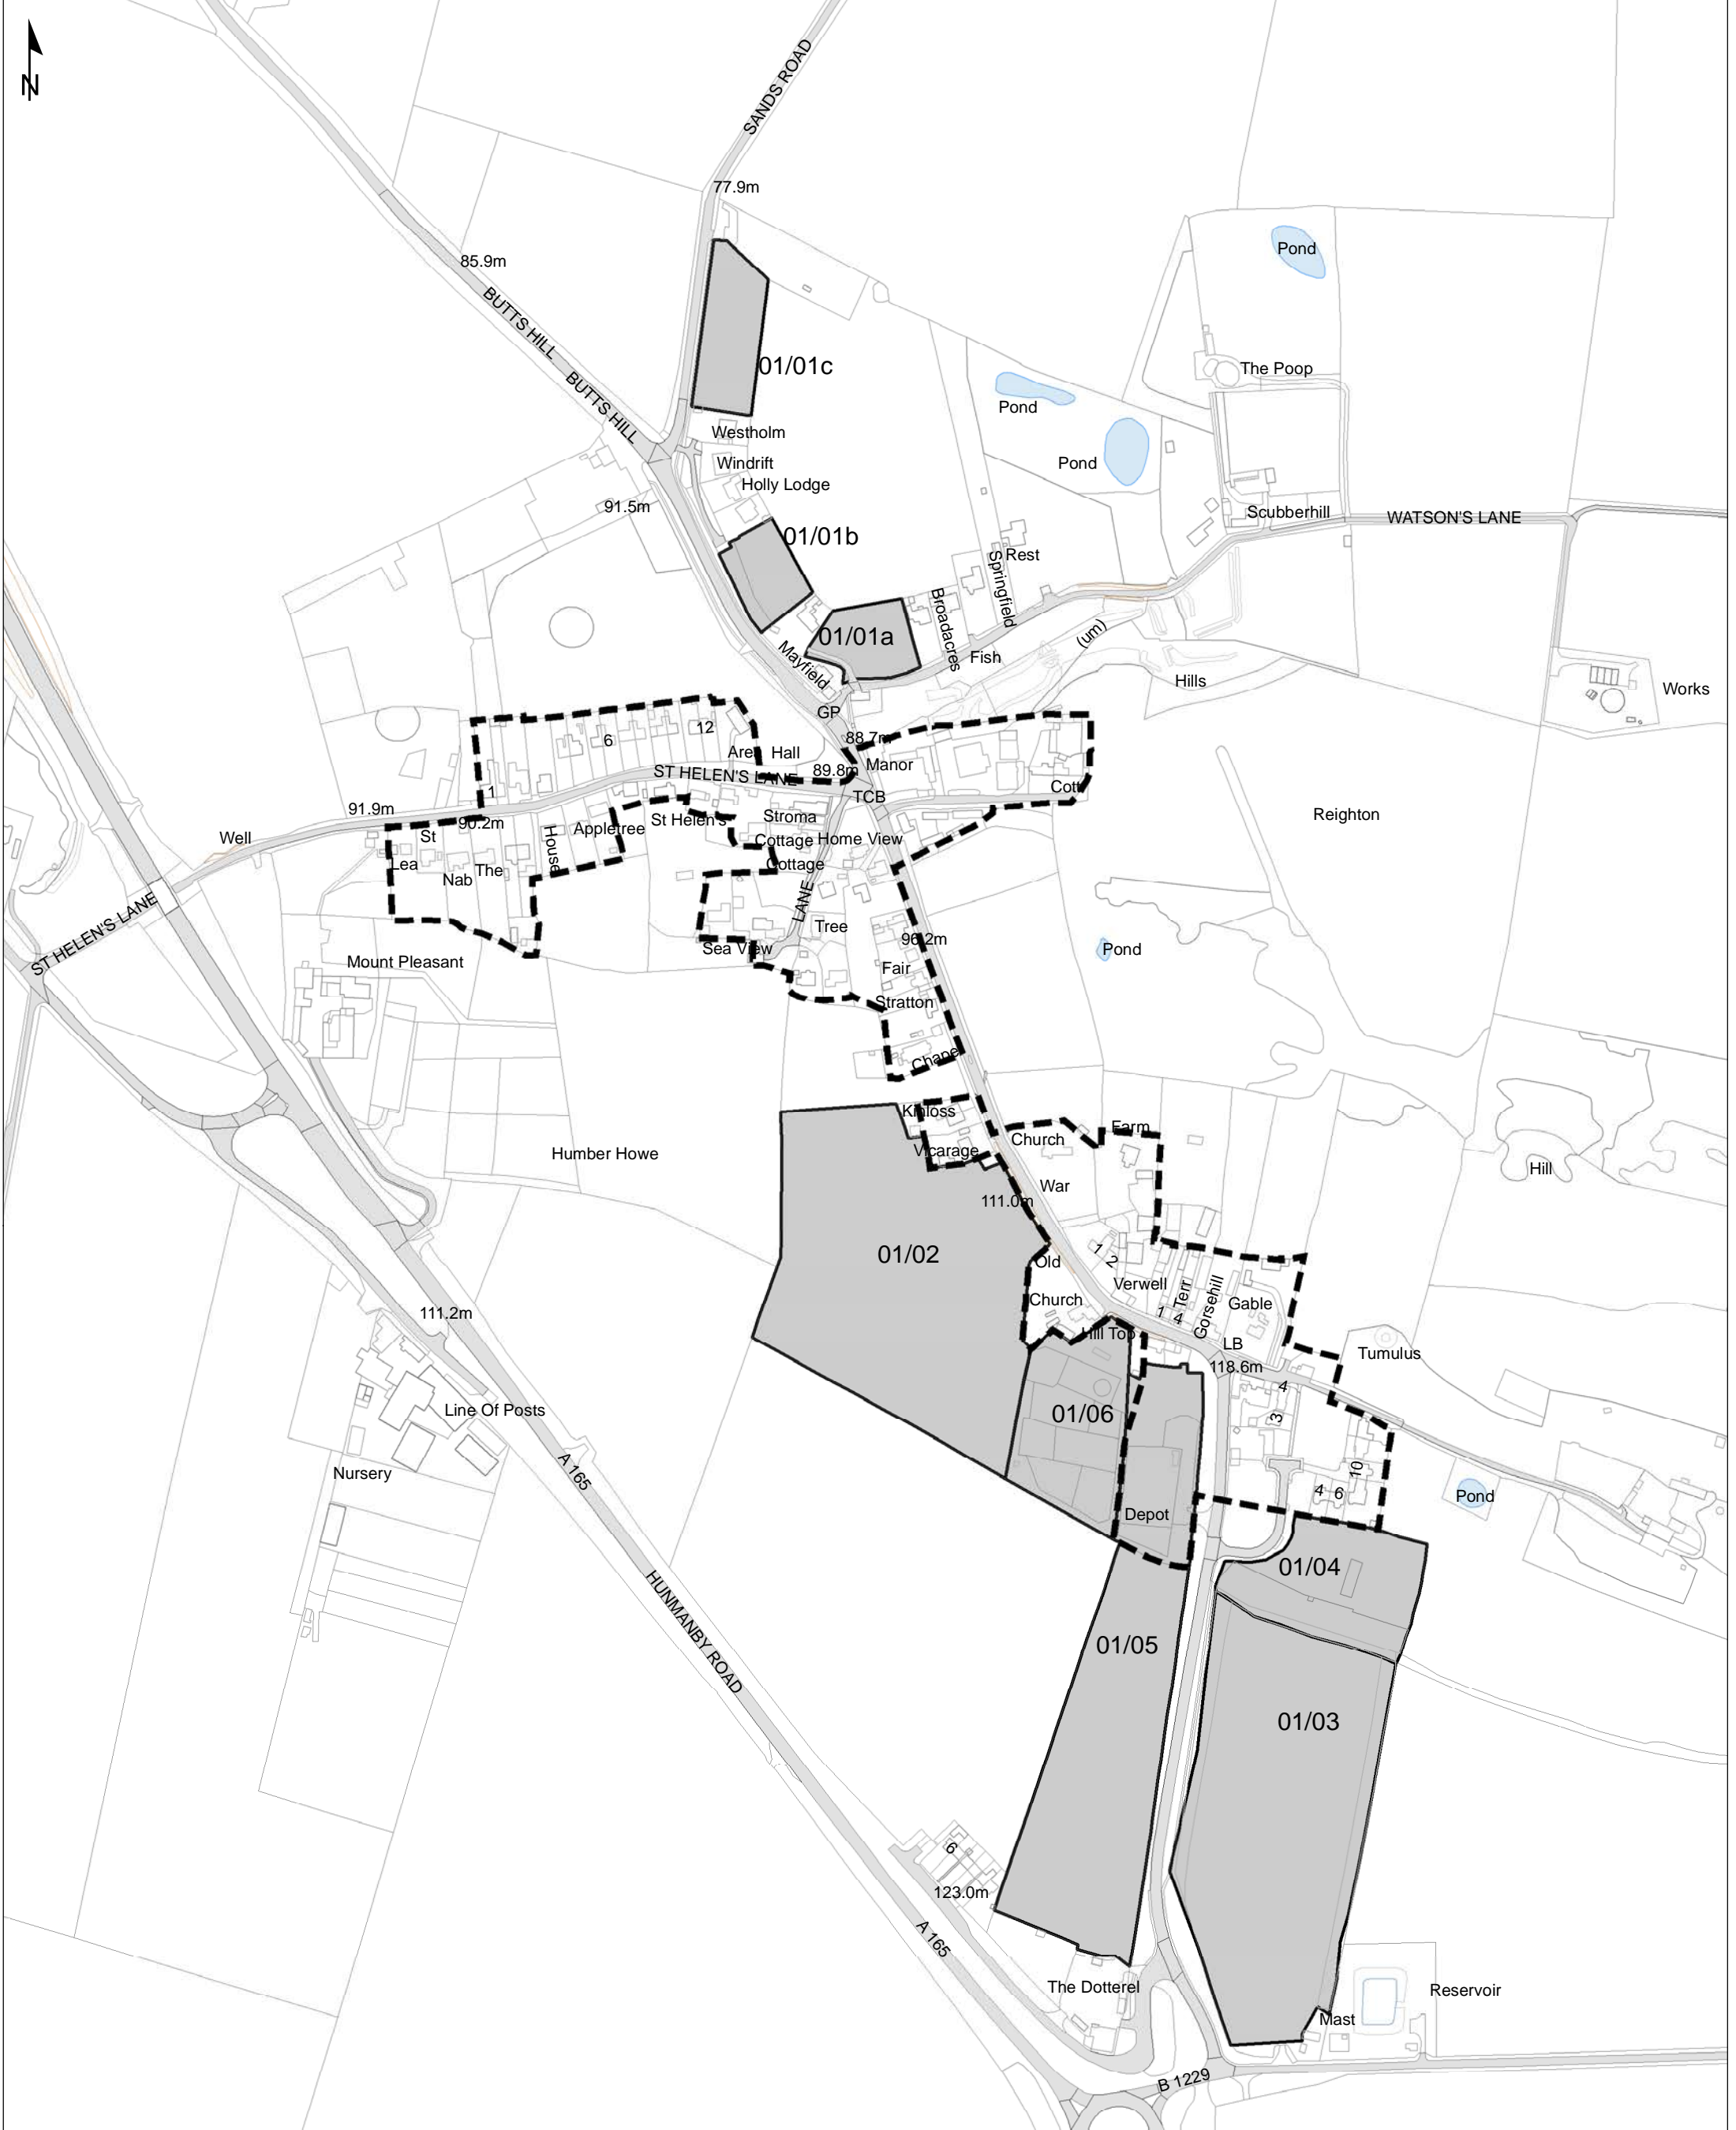 N
SANDS ROAD
77.9m
85.9m
BUTTS HILL
BUTTS HILL
Pond
01/01c
The Poop
Pond
Westholm
Windrift
Pond
Holly Lodge
91.5m
Scubberhill
WATSON'S LANE
01/01b
Rest
Springfield
Broadacres
01/01a
(um)
Mayfield
Fish
Hills
Works
GP
12
6
88.7m
Are
Hall
Manor
89.8m
ST HELEN'S LANE
Cott
1
TCB
91.9m
90.2m
St Helen's
Stroma
Reighton
Well
St
House
Appletree
Cottage
Home View
Lea
Nab
The
Cottage
LANE
ST HELEN'S LANE
Tree
96.2m
Sea View
Pond
Mount Pleasant
Fair
Stratton
Chapel
Kinloss
Farm
Church
Humber Howe
Vicarage
Hill
War
111.0m
01/02
1
2
Old
Verwell
Terr
Gorsehill
Church
Gable
1
4
111.2m
Hill Top
LB
Tumulus
118.6m
4
Line Of Posts
01/06
3
Nursery
A 165
10
4
6
Pond
Depot
01/04
HUNMANBY ROAD
01/05
01/03
6
123.0m
A 165
The Dotterel
Reservoir
Mast
B 1229